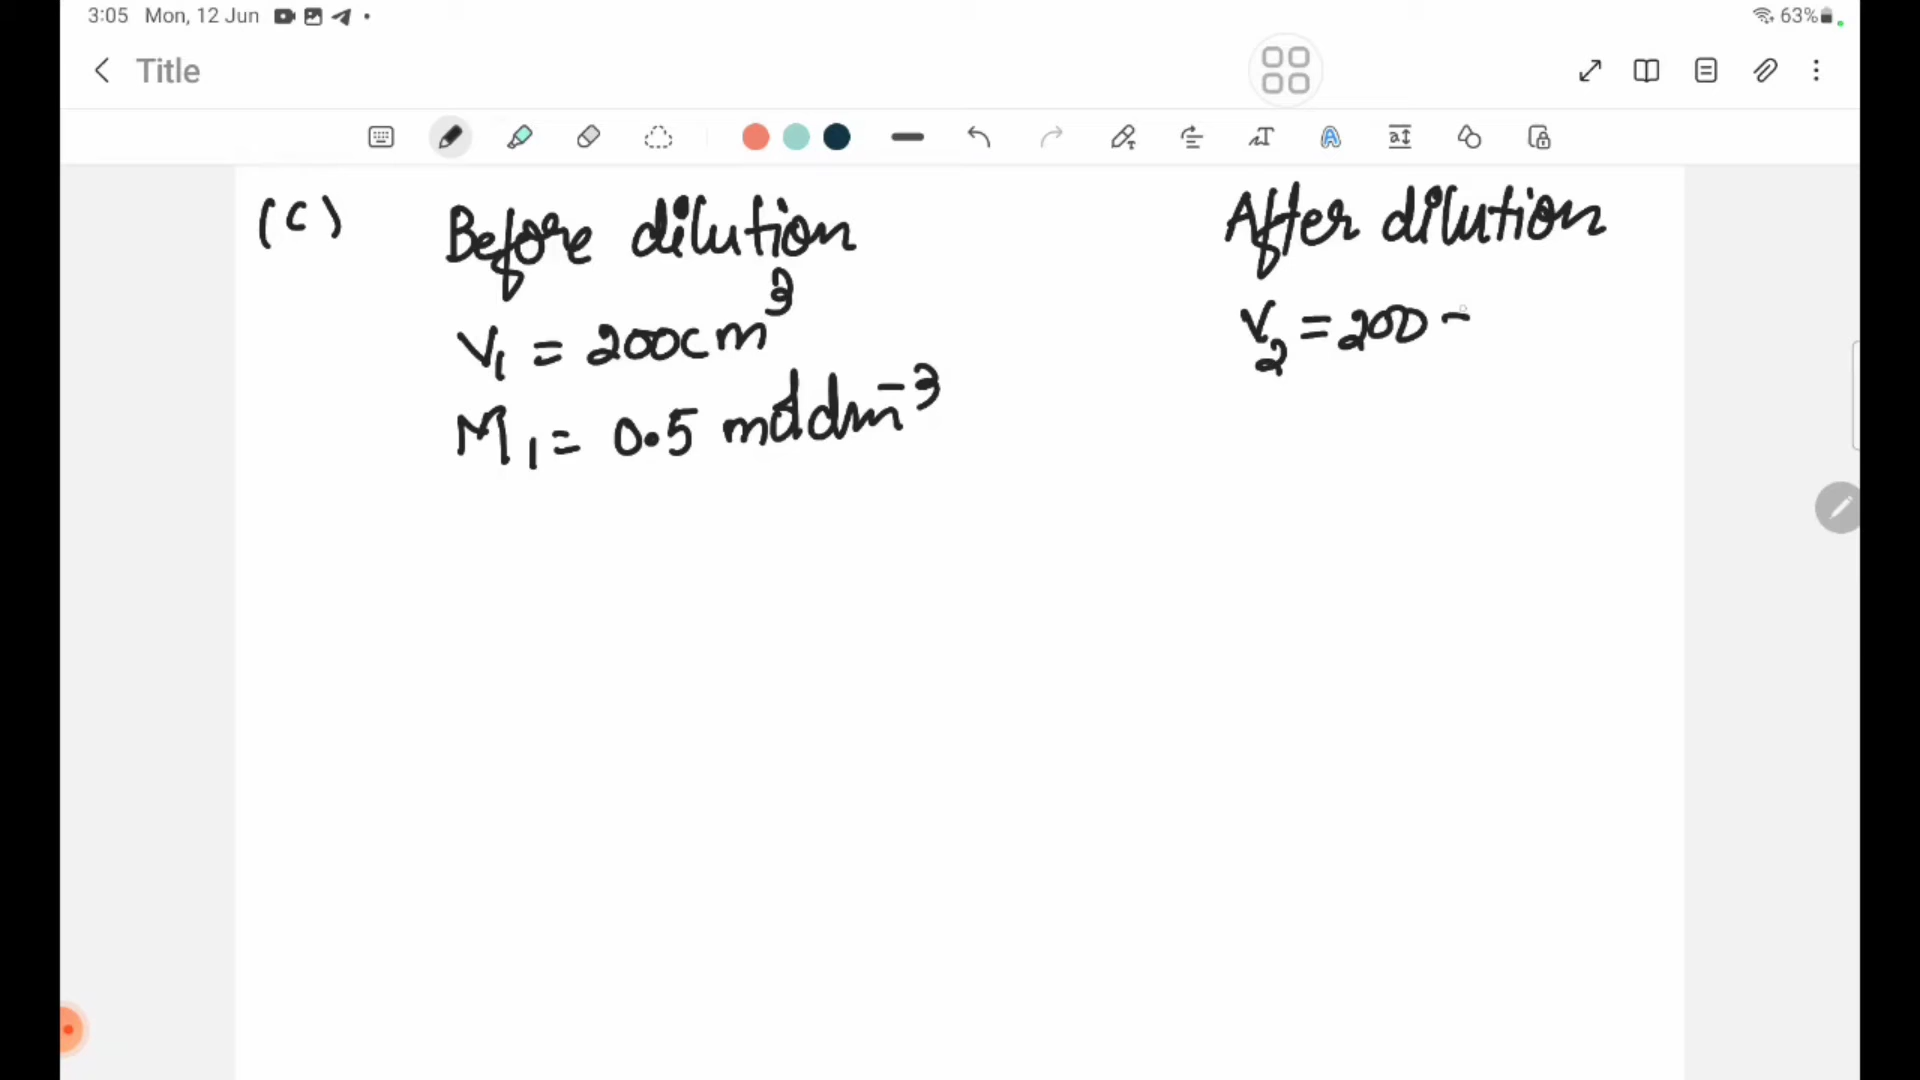 3:05 Mon, 12 Jun
63%
Title
(c) Before dilution After dilution
V₁ = 200cm³ V₂ = 200 -
M₁ = 0.5 moldm⁻³